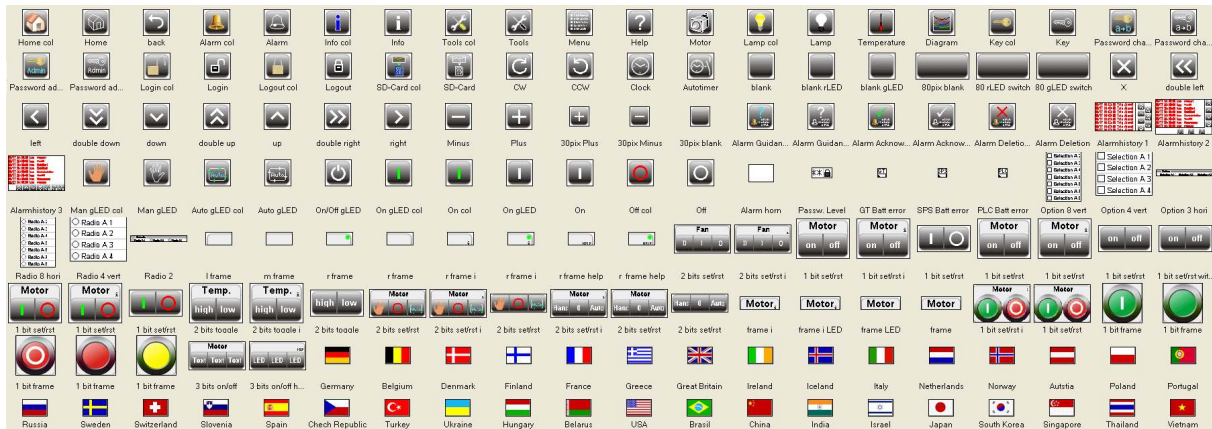 Home col Home back Alarm col Alarm Info col Info Tools col Tools Menu Help Motor Lamp col Lamp Temperature Diagram Key col Key Password cha... Password cha...
Password ad... Password ad... Login col Login Logout col Logout SD-Card col SD-Card CW CCW Clock Autotimer blank blank rLED blank gLED 80pix blank 80 rLED switch 80 gLED switch X double left
left double down down double up up double right right Minus Plus 30pix Plus 30pix Minus 30pix blank Alarm Guidan... Alarm Guidan... Alarm Acknow... Alarm Acknow... Alarm Deletio... Alarm Deletion Alarmhistory 1 Alarmhistory 2
Selection A 1
Selection A 2
Selection A 3
Selection A 4
Alarmhistory 3 Man gLED col Man gLED Auto gLED col Auto gLED On/Off gLED On gLED col On col On gLED On Off col Off Alarm horn Passw. Level GT Batt error SPS Batt error PLC Batt error Option 8 vert Option 4 vert Option 3 hori
Radio A 1
Radio A 2
Radio A 3
Radio A 4
Fan Fan Motor on off Motor on off Motor on off Motor on off on off on off
Radio 8 hori Radio 4 vert Radio 2 l frame m frame r frame r frame r frame i r frame i r frame help r frame help 2 bits set/rst 2 bits set/rst i 1 bit set/rst 1 bit set/rst i 1 bit set/rst 1 bit set/rst 1 bit set/rst i 1 bit set/rst 1 bit set/rst wit...
Motor Motor Temp. high low Temp. high low high low Motor Motor Motor Motor Motor Motor Motor Motor Motor
1 bit set/rst 1 bit set/rst i 1 bit set/rst 2 bits toggle 2 bits toggle i 2 bits toggle 2 bits set/rst 2 bits set/rst i 2 bits set/rst 2 bits set/rst i 2 bits set/rst 2 bits set/rst frame i frame i LED frame LED frame 1 bit set/rst i 1 bit set/rst 1 bit frame 1 bit frame
Motor Text Text Text LED LED LED
1 bit frame 1 bit frame 1 bit frame 3 bits on/off 3 bits on/off h... Germany Belgium Denmark Finland France Greece Great Britain Ireland Iceland Italy Netherlands Norway Autstia Poland Portugal
Russia Sweden Switzerland Slovenia Spain Chech Republic Turkey Ukraine Hungary Belarus USA Brasil China India Israel Japan South Korea Singapore Thailand Vietnam